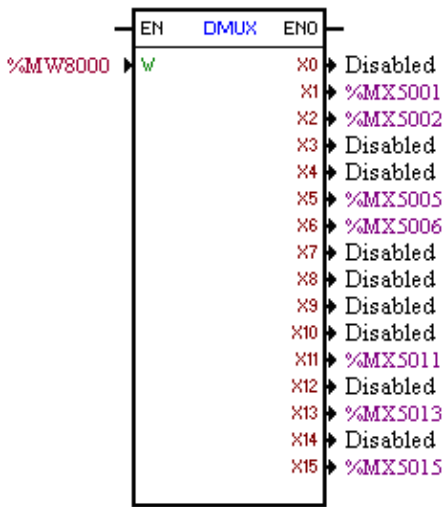 EN DMUX ENO
%MW8000 W X0 Disabled
X1 %MX5001
X2 %MX5002
X3 Disabled
X4 Disabled
X5 %MX5005
X6 %MX5006
X7 Disabled
X8 Disabled
X9 Disabled
X10 Disabled
X11 %MX5011
X12 Disabled
X13 %MX5013
X14 Disabled
X15 %MX5015